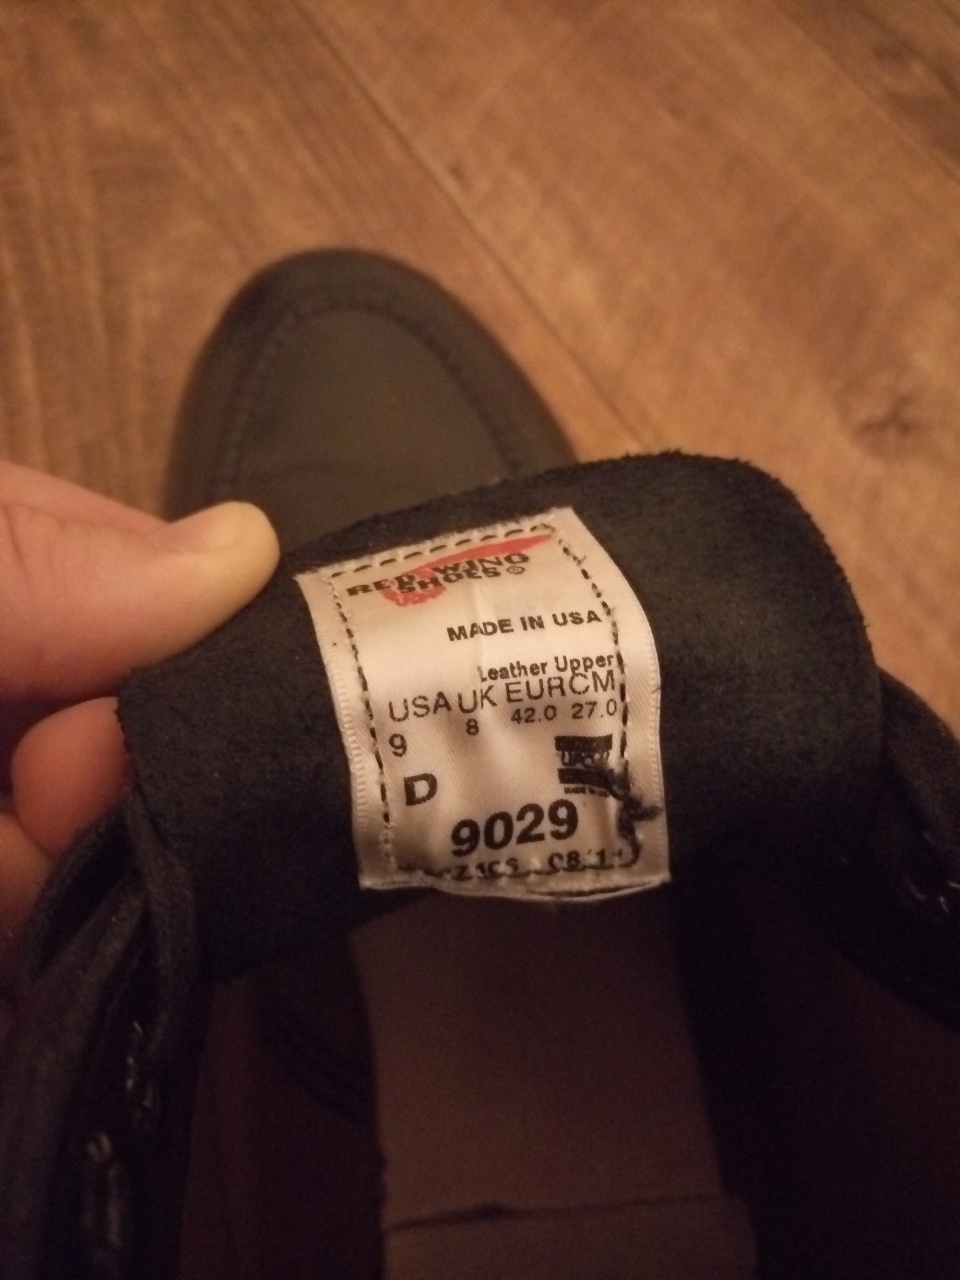 RED WING
SHOES®
MADE IN USA
Leather Upper
USA UK EUR CM
9 8 42.0 27.0
D
9029